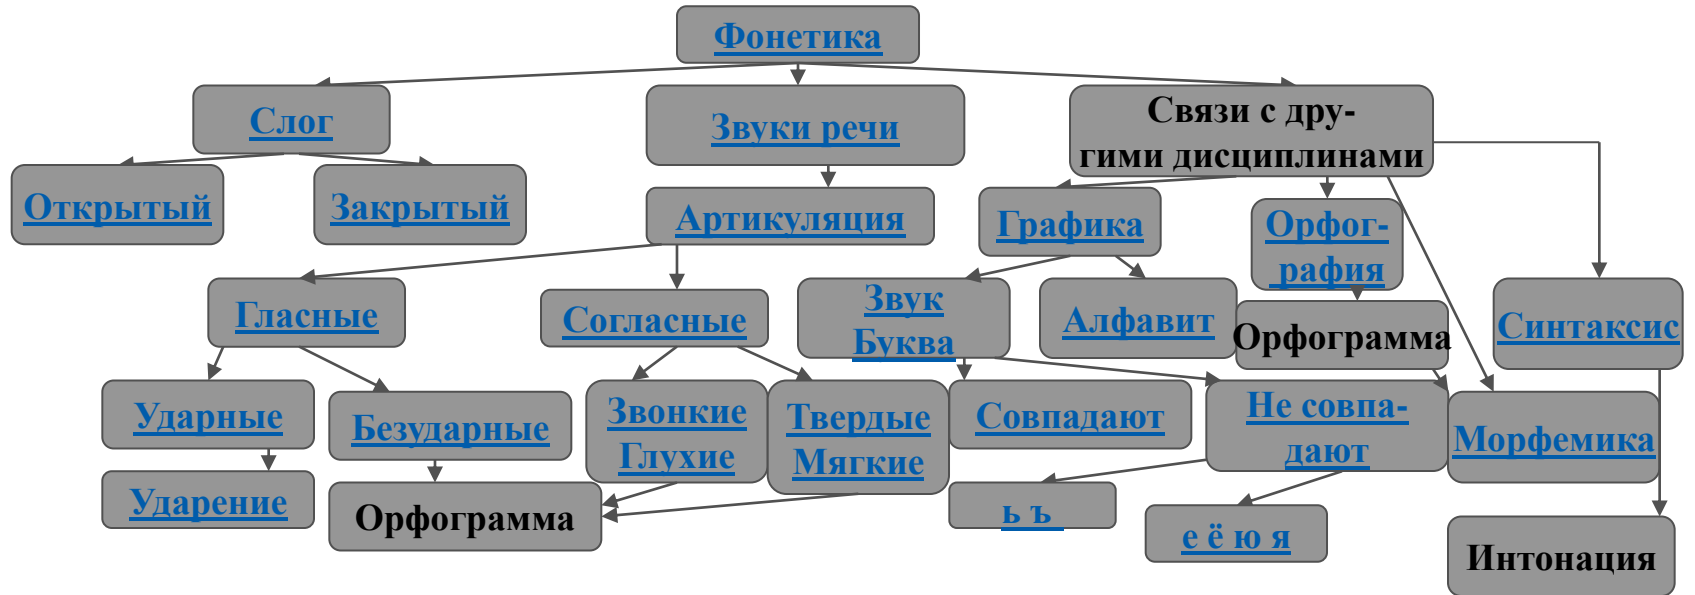 Фонетика
Слог
Звуки речи
Связи с дру-
гими дисциплинами
Открытый
Закрытый
Артикуляция
Графика
Орфог-
рафия
Гласные
Согласные
Звук
Буква
Алфавит
Орфограмма
Синтаксис
Ударные
Безударные
Звонкие
Глухие
Твердые
Мягкие
Совпадают
Не совпа-
дают
Морфемика
Ударение
Орфограмма
ь ъ
е ё ю я
Интонация